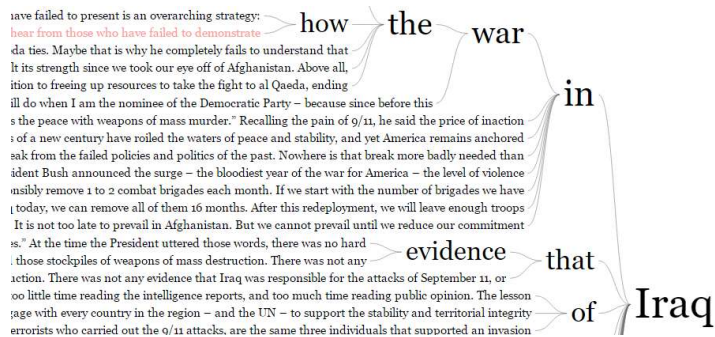 have failed to present is an overarching strategy:
hear from those who have failed to demonstrate
how
the
war
da ties. Maybe that is why he completely fails to understand that
lt its strength since we took our eye off of Afghanistan. Above all,
ition to freeing up resources to take the fight to al Qaeda, ending
ill do when I am the nominee of the Democratic Party – because since before this
in
s the peace with weapons of mass murder.” Recalling the pain of 9/11, he said the price of inaction
s of a new century have roiled the waters of peace and stability, and yet America remains anchored
eak from the failed policies and politics of the past. Nowhere is that break more badly needed than
ident Bush announced the surge – the bloodiest year of the war for America – the level of violence
onsibly remove 1 to 2 combat brigades each month. If we start with the number of brigades we have
today, we can remove all of them 16 months. After this redeployment, we will leave enough troops
It is not too late to prevail in Afghanistan. But we cannot prevail until we reduce our commitment
es.” At the time the President uttered those words, there was no hard
those stockpiles of weapons of mass destruction. There was not any
evidence
that
uction. There was not any evidence that Iraq was responsible for the attacks of September 11, or
too little time reading the intelligence reports, and too much time reading public opinion. The lesson
gage with every country in the region – and the UN – to support the stability and territorial integrity
errorists who carried out the 9/11 attacks, are the same three individuals that supported an invasion
of
Iraq